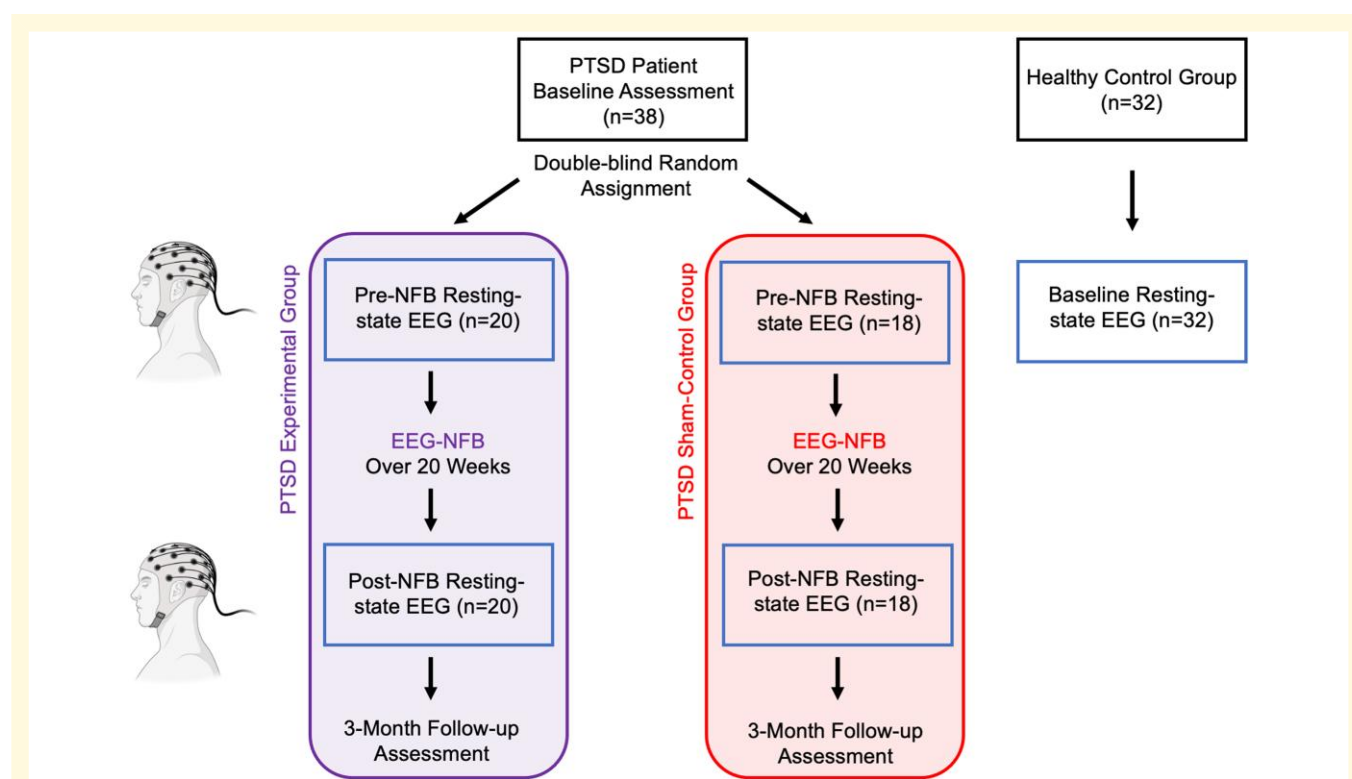 PTSD Patient
Baseline Assessment
(n=38)
Healthy Control Group
(n=32)
Double-blind Random
Assignment
PTSD Experimental Group
Pre-NFB Resting-
state EEG (n=20)
EEG-NFB
Over 20 Weeks
Post-NFB Resting-
state EEG (n=20)
3-Month Follow-up
Assessment
PTSD Sham-Control Group
Pre-NFB Resting-
state EEG (n=18)
EEG-NFB
Over 20 Weeks
Post-NFB Resting-
state EEG (n=18)
3-Month Follow-up
Assessment
Baseline Resting-
state EEG (n=32)